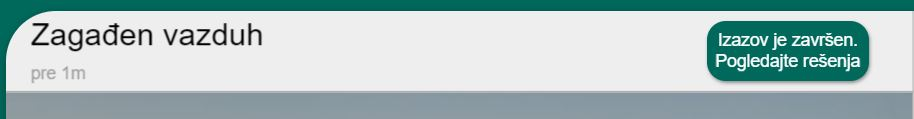 Zagađen vazduh
pre 1m
Izazov je završen.
Pogledajte rešenja